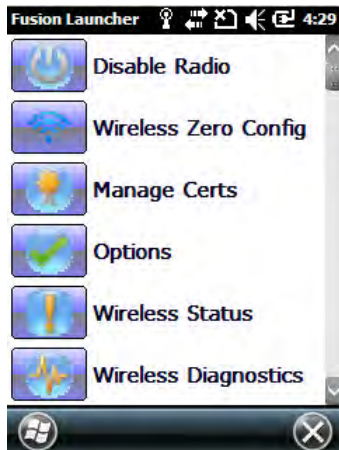 Fusion Launcher 4:29
Disable Radio
Wireless Zero Config
Manage Certs
Options
Wireless Status
Wireless Diagnostics